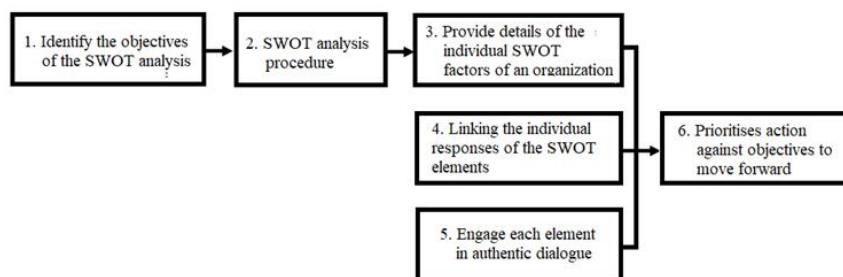 1. Identify the objectives
of the SWOT analysis
2. SWOT analysis
procedure
3. Provide details of the
individual SWOT
factors of an organization
4. Linking the individual
responses of the SWOT
elements
5. Engage each element
in authentic dialogue
6. Prioritises action
against objectives to
move forward